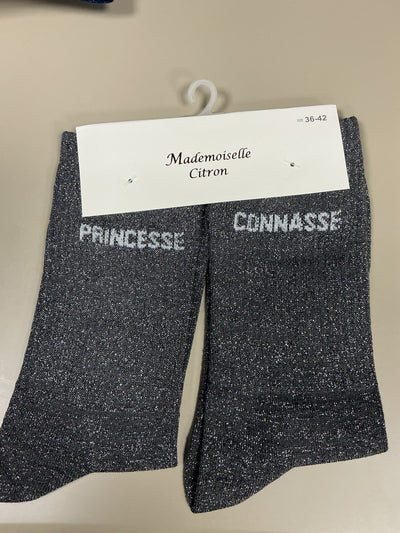 36-42
Mademoiselle
Citron
PRINCESSE
CONNASSE